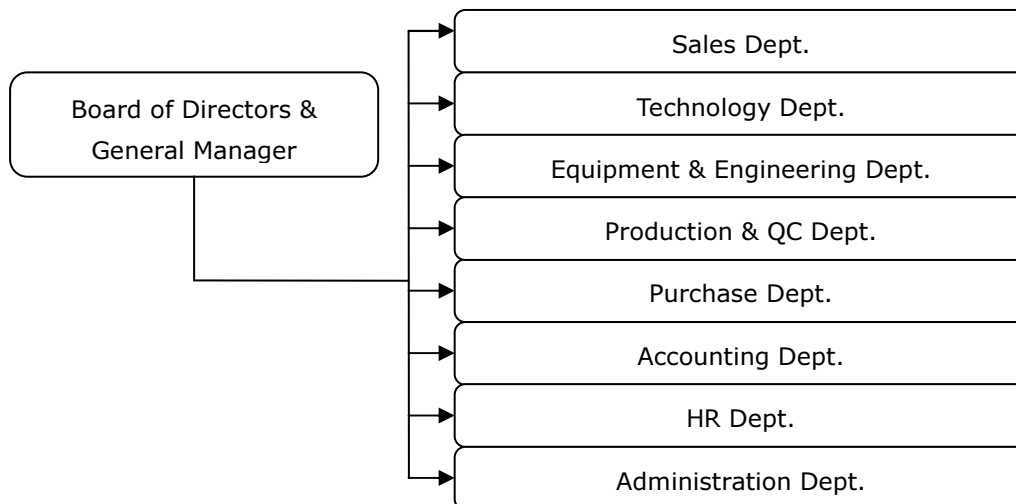 Board of Directors &
General Manager
Sales Dept.
Technology Dept.
Equipment & Engineering Dept.
Production & QC Dept.
Purchase Dept.
Accounting Dept.
HR Dept.
Administration Dept.